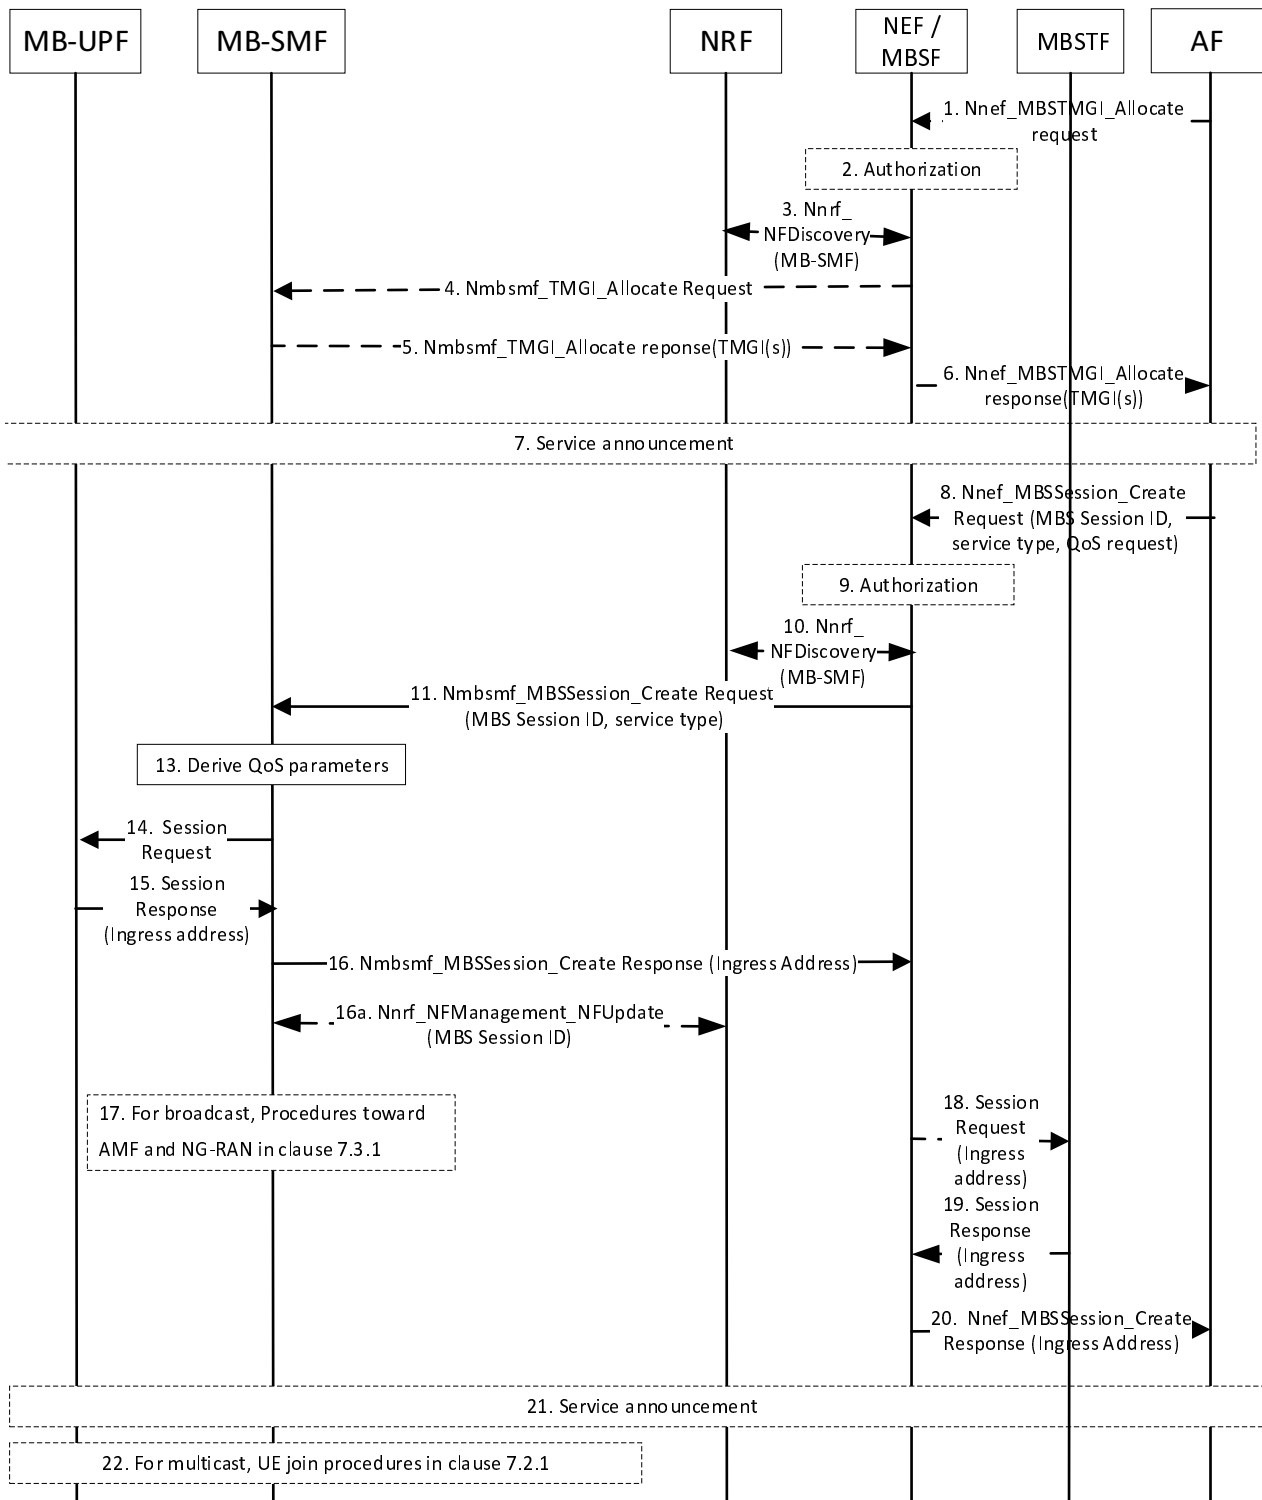 MB-UPF
MB-SMF
NRF
NEF /
MBSF
MBSTF
AF
1. Nnef_MBSTMGI_Allocate
request
2. Authorization
3. Nnrf_
NFDiscovery
(MB-SMF)
4. Nmbsmf_TMGI_Allocate Request
5. Nmbsmf_TMGI_Allocate reponse(TMGI(s))
6. Nnef_MBSTMGI_Allocate
response(TMGI(s))
7. Service announcement
8. Nnef_MBSSession_Create
Request (MBS Session ID,
service type, QoS request)
9. Authorization
10. Nnrf_
NFDiscovery
(MB-SMF)
11. Nmbsmf_MBSSession_Create Request
(MBS Session ID, service type)
13. Derive QoS parameters
14. Session
Request
15. Session
Response
(Ingress address)
16. Nmbsmf_MBSSession_Create Response (Ingress Address)
16a. Nnrf_NFManagement_NFUpdate
(MBS Session ID)
17. For broadcast, Procedures toward
AMF and NG-RAN in clause 7.3.1
18. Session
Request
(Ingress
address)
19. Session
Response
(Ingress
address)
20. Nnef_MBSSession_Create
Response (Ingress Address)
21. Service announcement
22. For multicast, UE join procedures in clause 7.2.1